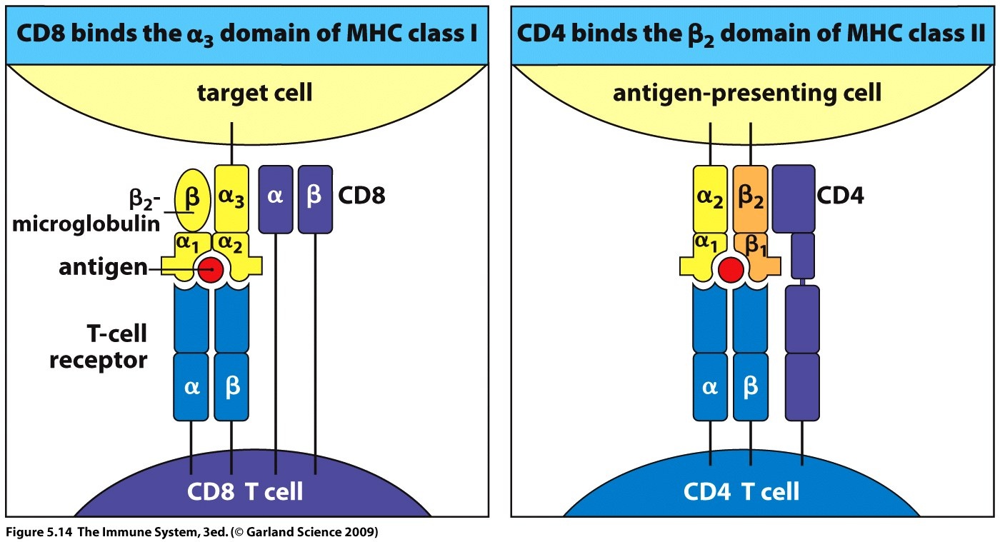 CD8 binds the α3 domain of MHC class I
target cell
β2-
microglobulin
β
α3
α
β
CD8
α1
α2
antigen
T-cell
receptor
α
β
CD8 T cell
CD4 binds the β2 domain of MHC class II
antigen-presenting cell
α2
β2
CD4
α1
β1
α
β
CD4 T cell
Figure 5.14 The Immune System, 3ed. (© Garland Science 2009)